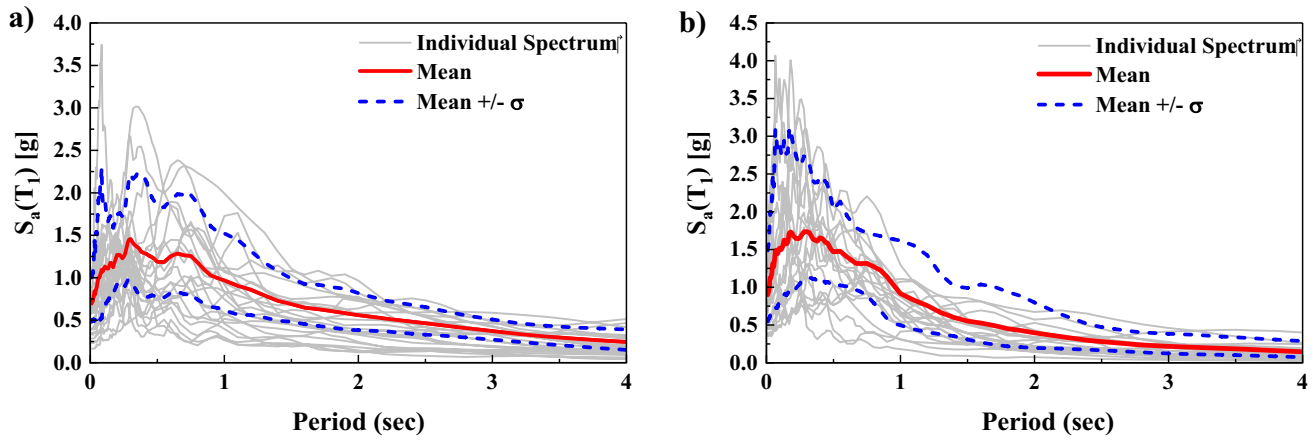 a)
4.0
3.5
3.0
2.5
2.0
1.5
1.0
0.5
0.0
Sa(T1) [g]
Individual Spectrum
Mean
Mean +/- σ
0 1 2 3 4
Period (sec)
b)
4.5
4.0
3.5
3.0
2.5
2.0
1.5
1.0
0.5
0.0
Sa(T1) [g]
Individual Spectrum
Mean
Mean +/- σ
0 1 2 3 4
Period (sec)